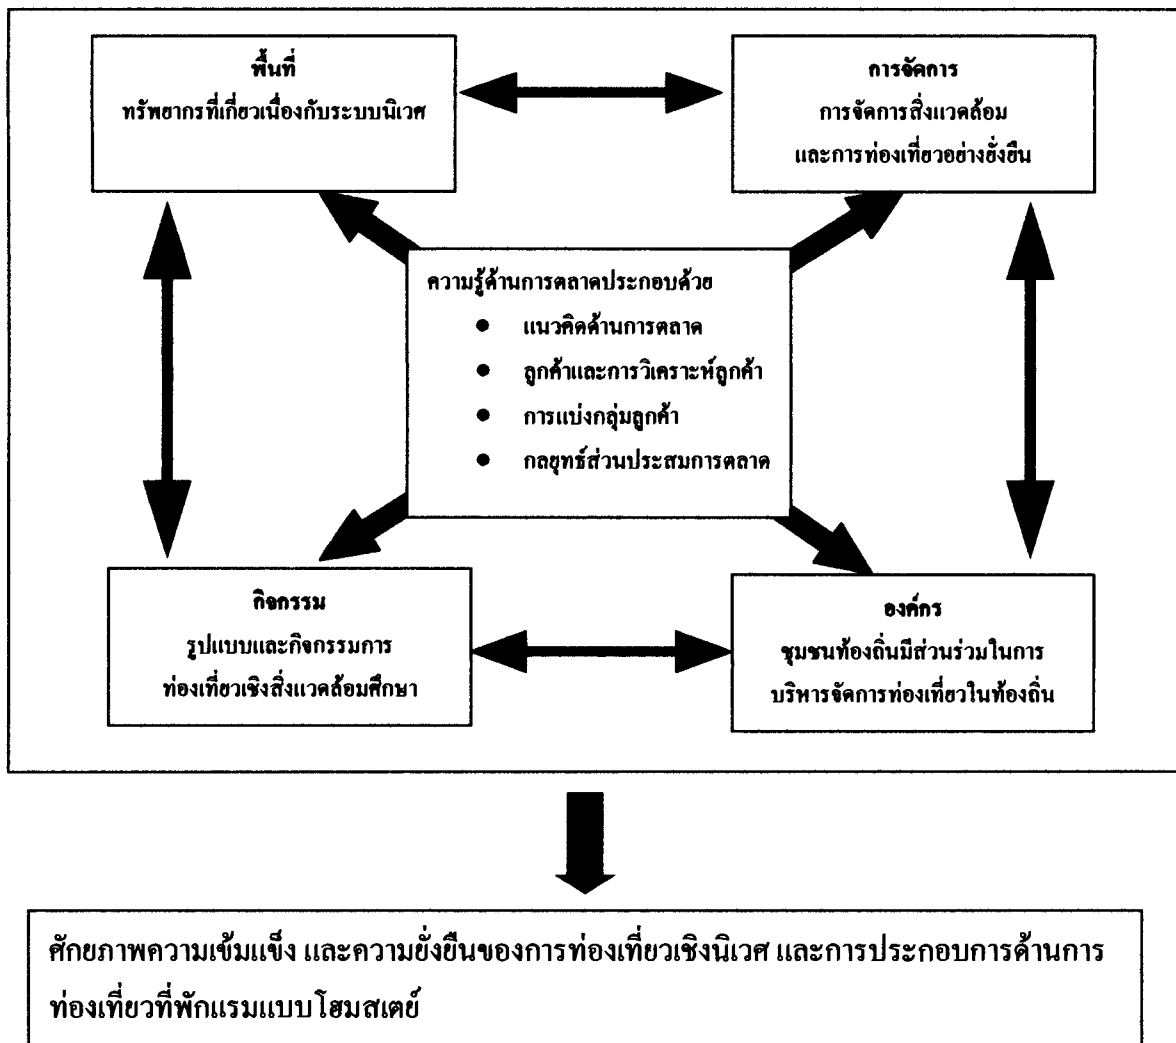 พื้นที่
ทรัพยากรที่เกี่ยวเนื่องกับระบบนิเวศ
การจัดการ
การจัดการสิ่งแวดล้อม
และการท่องเที่ยวอย่างยั่งยืน
ความรู้ด้านการตลาดประกอบด้วย
● แนวคิดด้านการตลาด
● ลูกค้าและการวิเคราะห์ลูกค้า
● การแบ่งกลุ่มลูกค้า
● กลยุทธ์ส่วนประสมการตลาด
กิจกรรม
รูปแบบและกิจกรรมการ
ท่องเที่ยวเชิงสิ่งแวดล้อมศึกษา
องค์กร
ชุมชนท้องถิ่นมีส่วนร่วมในการ
บริหารจัดการท่องเที่ยวในท้องถิ่น
ศักยภาพความเข้มแข็ง และความยั่งยืนของการท่องเที่ยวเชิงนิเวศ และการประกอบการด้านการ
ท่องเที่ยวที่พักแรมแบบโฮมสเตย์